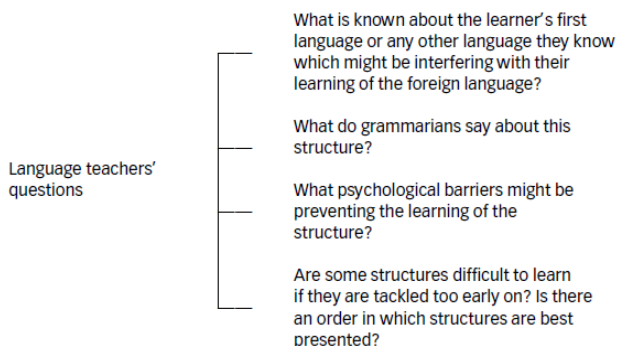 What is known about the learner's first
language or any other language they know
which might be interfering with their
learning of the foreign language?
What do grammarians say about this
structure?
Language teachers'
questions
What psychological barriers might be
preventing the learning of the
structure?
Are some structures difficult to learn
if they are tackled too early on? Is there
an order in which structures are best
presented?